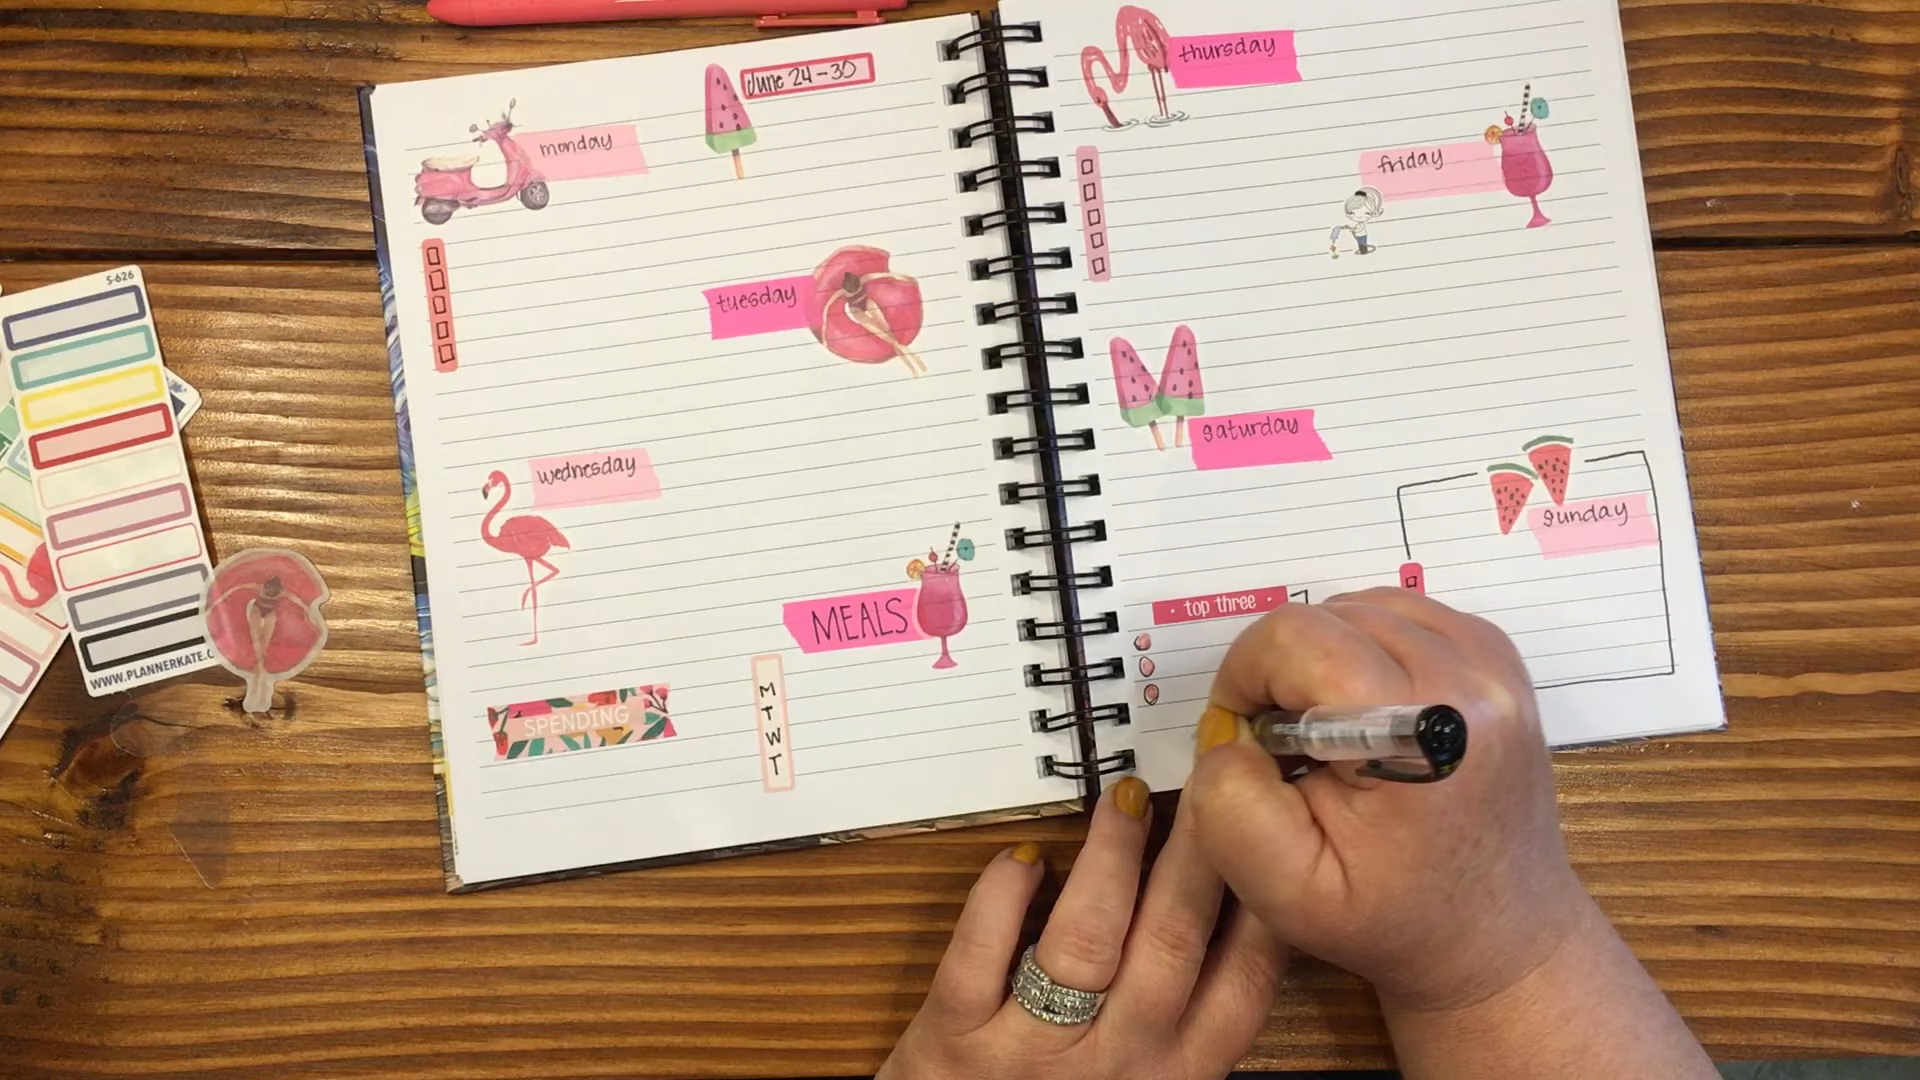 June 24-30
monday
tuesday
wednesday
MEALS
M
T
W
T
SPENDING
thursday
friday
saturday
sunday
· top three ·
S-626
WWW.PLANNERKATE.C